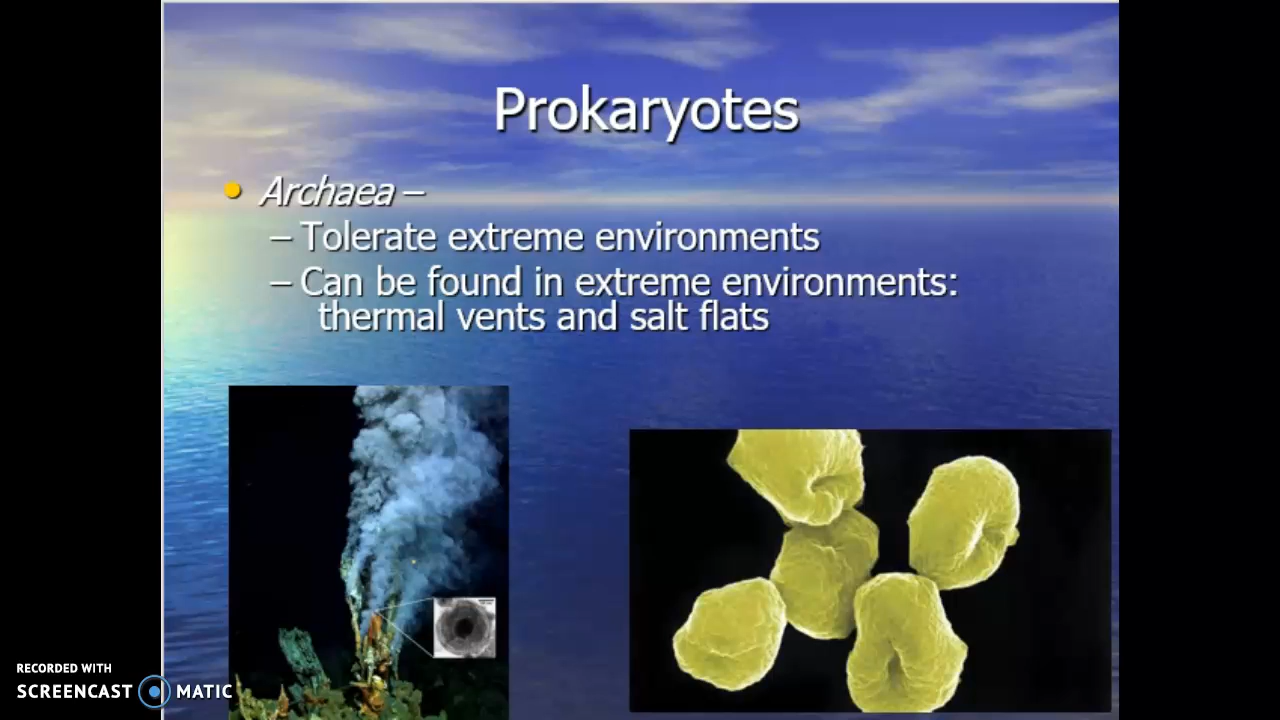 Prokaryotes
• Archaea –
– Tolerate extreme environments
– Can be found in extreme environments:
thermal vents and salt flats
RECORDED WITH
SCREENCAST MATIC